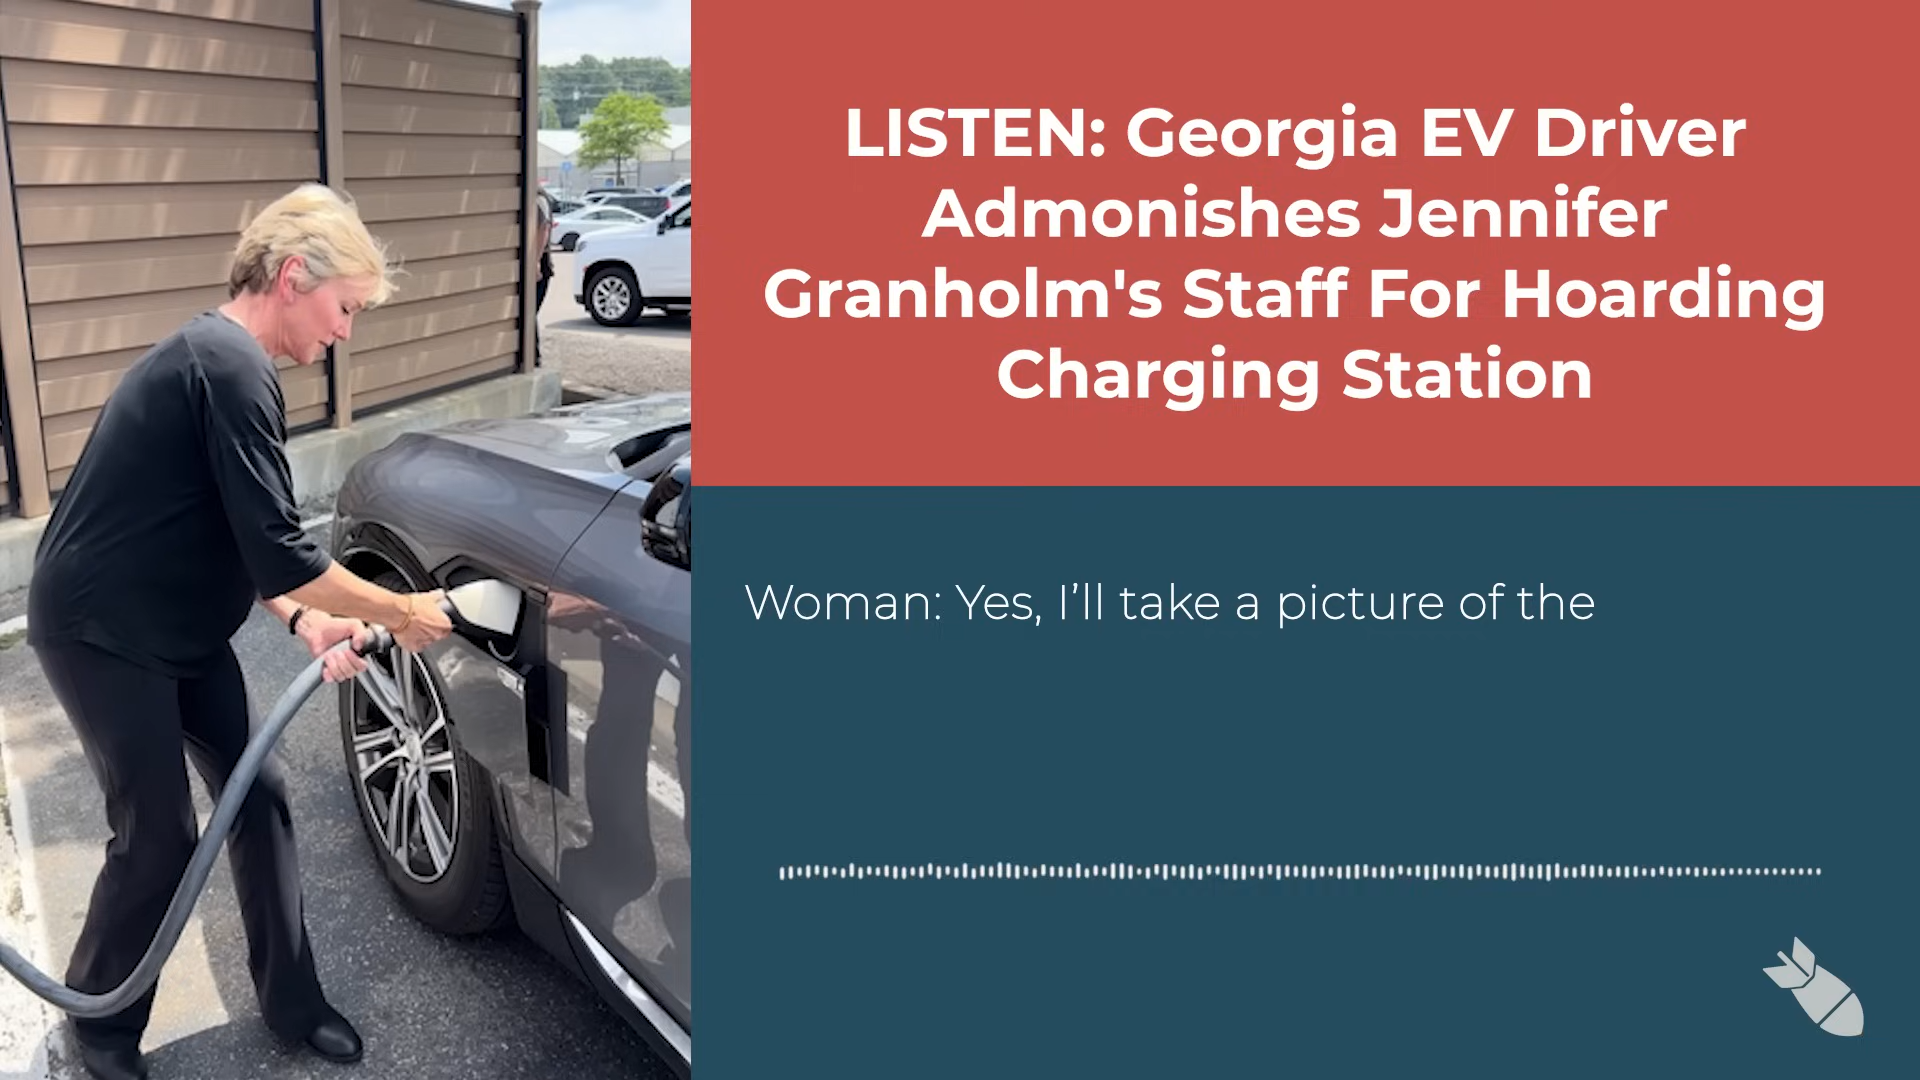 LISTEN: Georgia EV Driver
Admonishes Jennifer
Granholm's Staff For Hoarding
Charging Station
Woman: Yes, I’ll take a picture of the